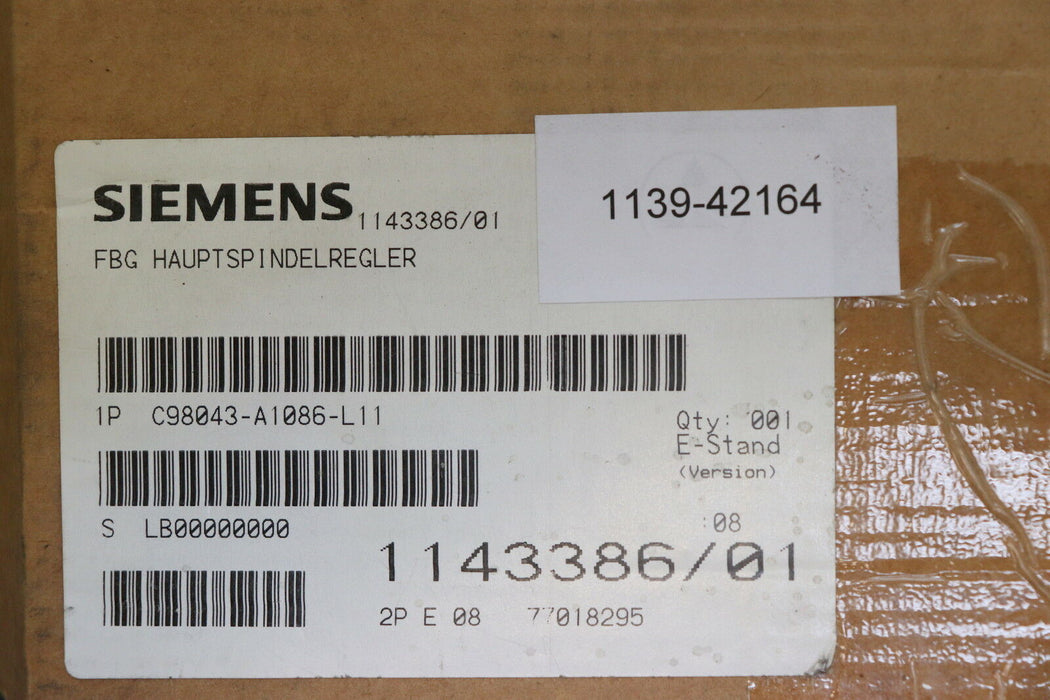 SIEMENS 1143386/01
1139-42164
FBG HAUPTSPINDELREGLER
1P C98043-A1086-L11
Qty: 001
E-Stand
(Version)
S LB00000000
:08
1143386/01
2P E 08 77018295